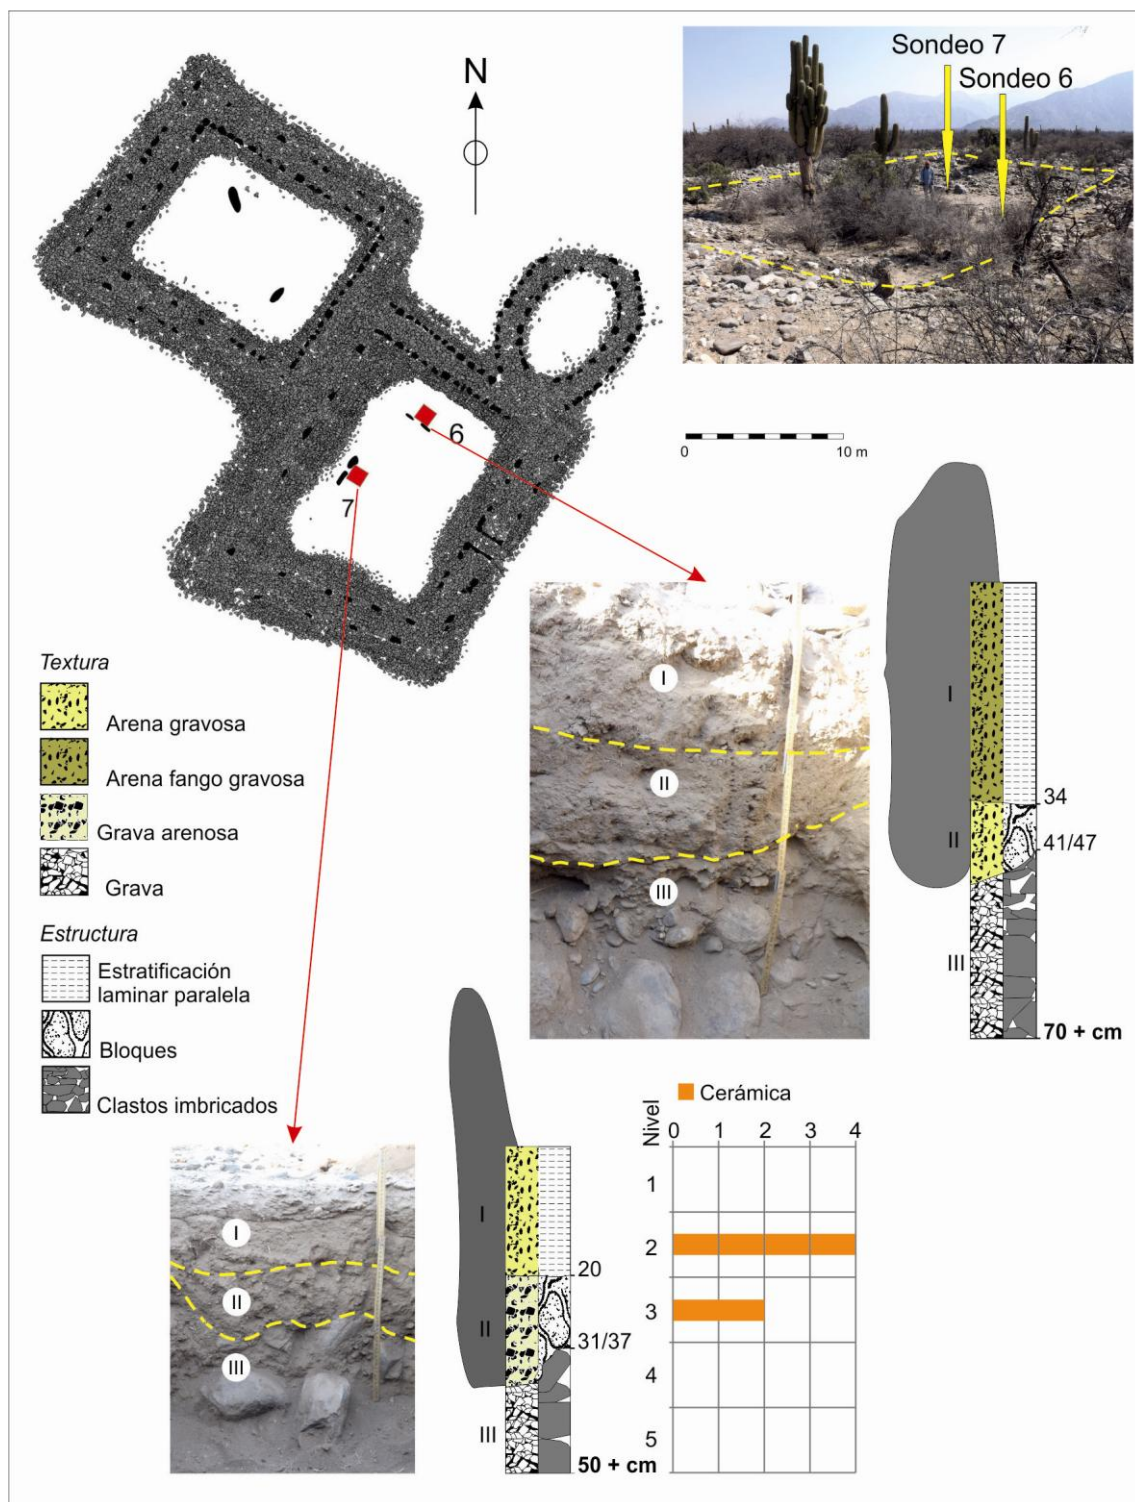 N
Sondeo 7
Sondeo 6
6
7
0 10 m
Textura
Arena gravosa
Arena fango gravosa
Grava arenosa
Grava
Estructura
Estratificación
laminar paralela
Bloques
Clastos imbricados
I
II
III
I
II
III
34
41/47
70 + cm
I
II
III
I
II
III
20
31/37
50 + cm
Cerámica
Nivel
0 1 2 3 4
1
2
3
4
5